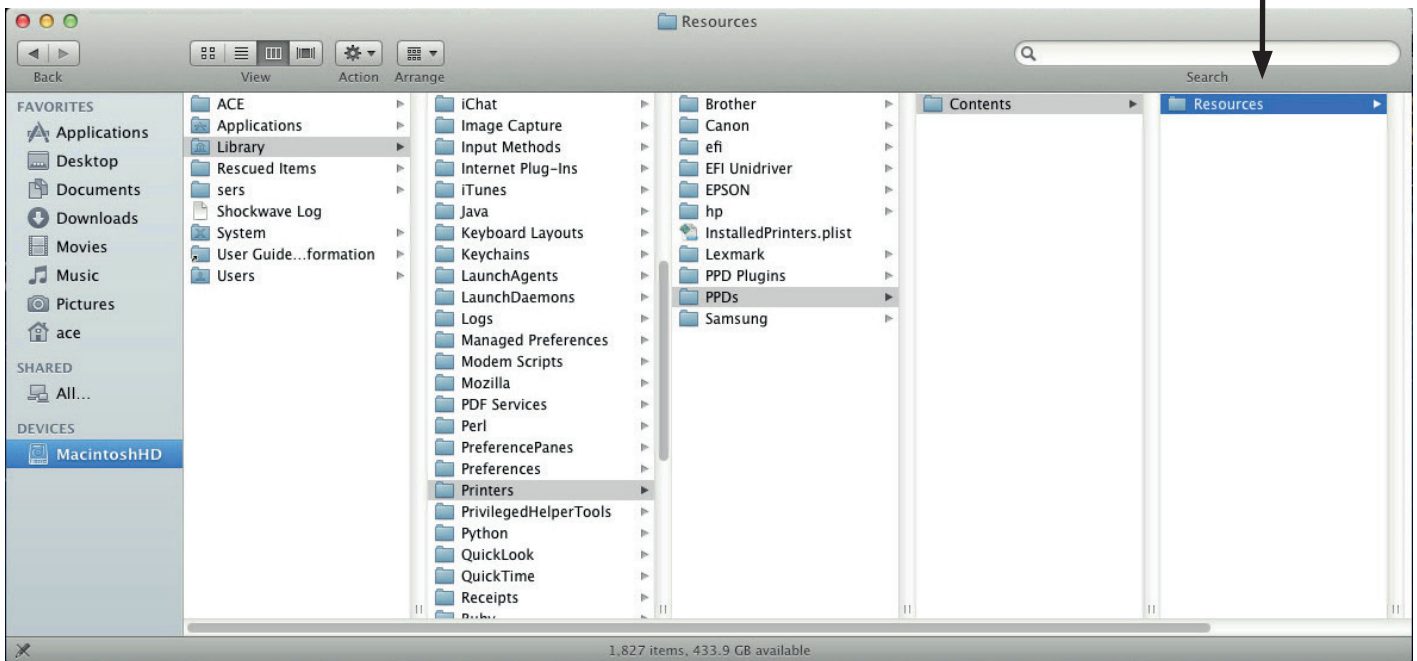 Resources
Back
View
Action
Arrange
Search
FAVORITES
Applications
Desktop
Documents
Downloads
Movies
Music
Pictures
ace
SHARED
All...
DEVICES
MacintoshHD
ACE
Applications
Library
Rescued Items
sers
Shockwave Log
System
User Guide...formation
Users
iChat
Image Capture
Input Methods
Internet Plug-Ins
iTunes
Java
Keyboard Layouts
Keychains
LaunchAgents
LaunchDaemons
Logs
Managed Preferences
Modem Scripts
Mozilla
PDF Services
Perl
PreferencePanes
Preferences
Printers
PrivilegedHelperTools
Python
QuickLook
QuickTime
Receipts
Brother
Canon
efi
EFI Unidriver
EPSON
hp
InstalledPrinters.plist
Lexmark
PPD Plugins
PPDs
Samsung
Contents
Resources
1,827 items, 433.9 GB available